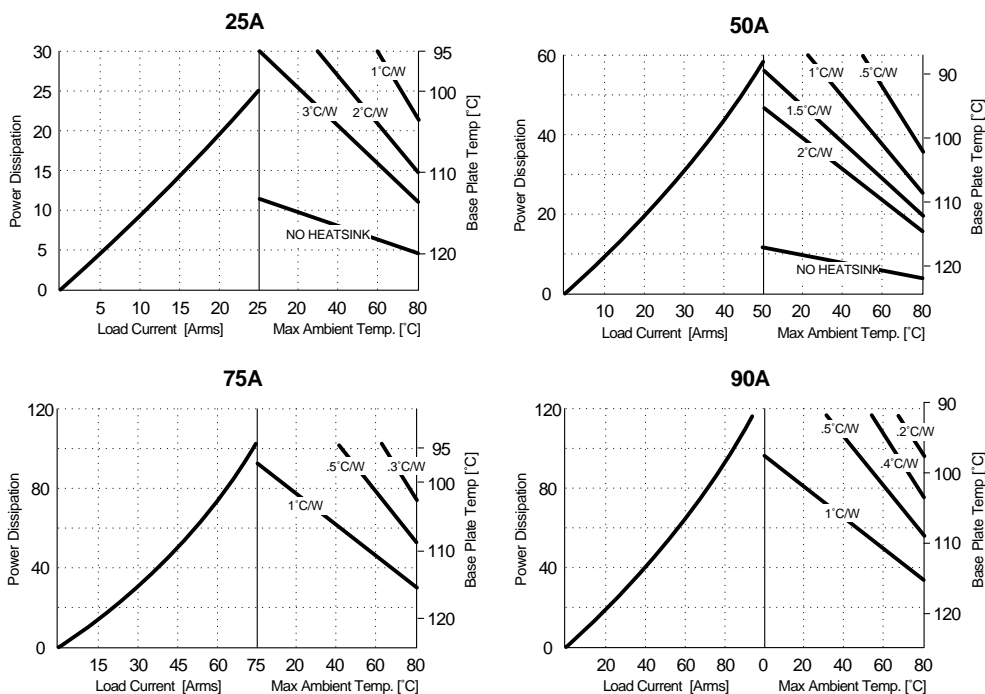 25A
Power Dissipation
30
25
20
15
10
5
0
5 10 15 20 25 20 40 60 80
Load Current [Arms] Max Ambient Temp. [˚C]
1˚C/W
2˚C/W
3˚C/W
NO HEATSINK
95
100
110
120
Base Plate Temp [˚C]
50A
Power Dissipation
60
40
20
0
10 20 30 40 50 20 40 60 80
Load Current [Arms] Max Ambient Temp. [˚C]
.5˚C/W
1˚C/W
1.5˚C/W
2˚C/W
NO HEATSINK
90
100
110
120
Base Plate Temp [˚C]
75A
Power Dissipation
120
80
40
0
15 30 45 60 75 20 40 60 80
Load Current [Arms] Max Ambient Temp. [˚C]
.3˚C/W
.5˚C/W
1˚C/W
95
100
110
120
Base Plate Temp [˚C]
90A
Power Dissipation
120
80
40
0
20 40 60 80 0 20 40 60 80
Load Current [Arms] Max Ambient Temp. [˚C]
.2˚C/W
.5˚C/W
.4˚C/W
1˚C/W
90
100
110
120
Base Plate Temp [˚C]